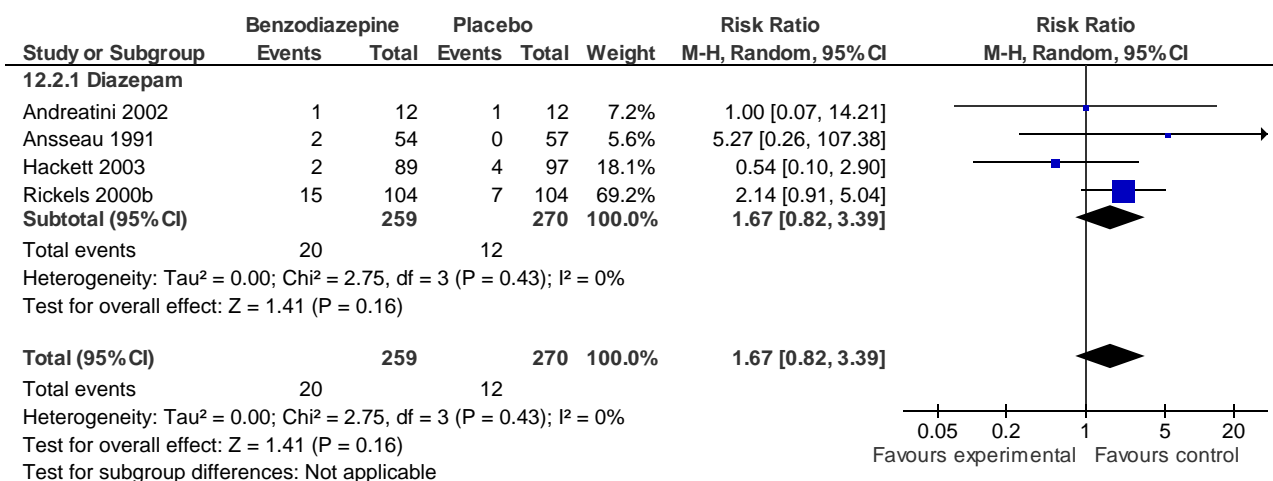 Benzodiazepine Placebo Risk Ratio Risk Ratio
Study or Subgroup Events Total Events Total Weight M-H, Random, 95% CI M-H, Random, 95% CI
12.2.1 Diazepam
Andreatini 2002 1 12 1 12 7.2% 1.00 [0.07, 14.21]
Ansseau 1991 2 54 0 57 5.6% 5.27 [0.26, 107.38]
Hackett 2003 2 89 4 97 18.1% 0.54 [0.10, 2.90]
Rickels 2000b 15 104 7 104 69.2% 2.14 [0.91, 5.04]
Subtotal (95% CI) 259 270 100.0% 1.67 [0.82, 3.39]
Total events 20 12
Heterogeneity: Tau² = 0.00; Chi² = 2.75, df = 3 (P = 0.43); I² = 0%
Test for overall effect: Z = 1.41 (P = 0.16)
Total (95% CI) 259 270 100.0% 1.67 [0.82, 3.39]
Total events 20 12
Heterogeneity: Tau² = 0.00; Chi² = 2.75, df = 3 (P = 0.43); I² = 0%
Test for overall effect: Z = 1.41 (P = 0.16)
Test for subgroup differences: Not applicable
0.05 0.2 1 5 20
Favours experimental Favours control